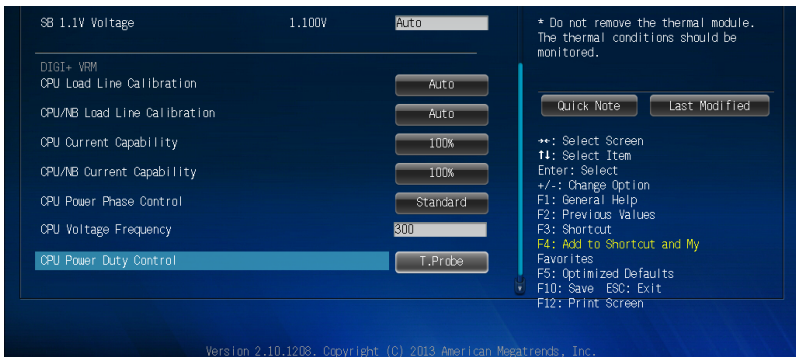 SB 1.1V Voltage 1.100V Auto
DIGI+ VRM
CPU Load Line Calibration Auto
CPU/NB Load Line Calibration Auto
CPU Current Capability 100%
CPU/NB Current Capability 100%
CPU Power Phase Control Standard
CPU Voltage Frequency 300
CPU Power Duty Control T.Probe
* Do not remove the thermal module.
The thermal conditions should be
monitored.
Quick Note Last Modified
→←: Select Screen
↑↓: Select Item
Enter: Select
+/-: Change Option
F1: General Help
F2: Previous Values
F3: Shortcut
F4: Add to Shortcut and My
Favorites
F5: Optimized Defaults
F10: Save ESC: Exit
F12: Print Screen
Version 2.10.1208. Copyright (C) 2013 American Megatrends, Inc.